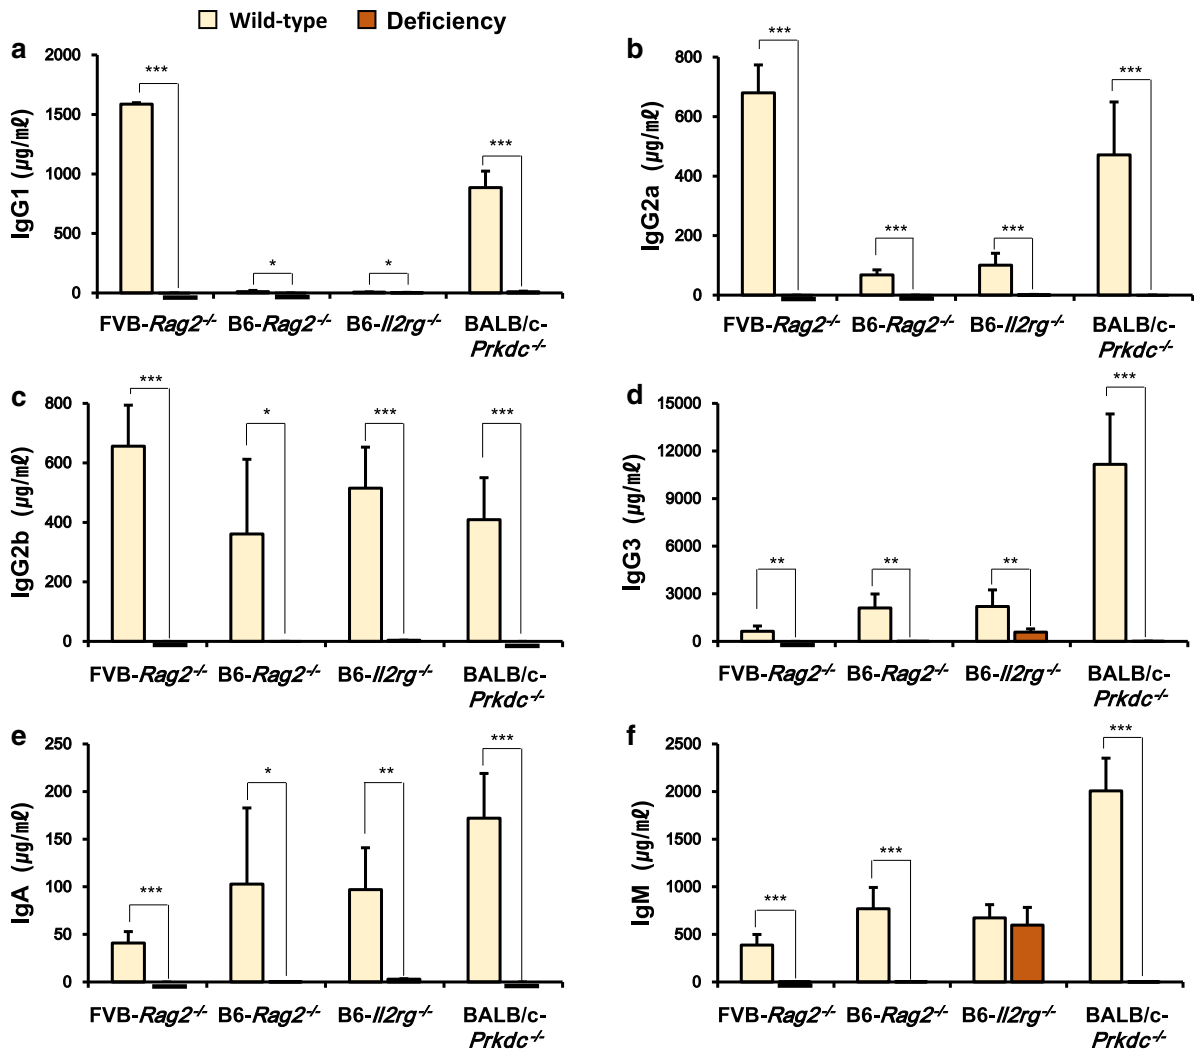 Wild-type Deficiency
a
b
2000
1500
1000
500
0
IgG1 (μg/mℓ)
***
*
*
***
FVB-Rag2-/- B6-Rag2-/- B6-Il2rg-/- BALB/c-
Prkdc-/-
800
600
400
200
0
IgG2a (μg/mℓ)
***
***
***
***
FVB-Rag2-/- B6-Rag2-/- B6-Il2rg-/- BALB/c-
Prkdc-/-
c
800
600
400
200
0
IgG2b (μg/mℓ)
***
*
***
***
FVB-Rag2-/- B6-Rag2-/- B6-Il2rg-/- BALB/c-
Prkdc-/-
d
15000
12000
9000
6000
3000
0
IgG3 (μg/mℓ)
**
**
**
***
FVB-Rag2-/- B6-Rag2-/- B6-Il2rg-/- BALB/c-
Prkdc-/-
e
250
200
150
100
50
0
IgA (μg/mℓ)
***
*
**
***
FVB-Rag2-/- B6-Rag2-/- B6-Il2rg-/- BALB/c-
Prkdc-/-
f
2500
2000
1500
1000
500
0
IgM (μg/mℓ)
***
***
***
FVB-Rag2-/- B6-Rag2-/- B6-Il2rg-/- BALB/c-
Prkdc-/-